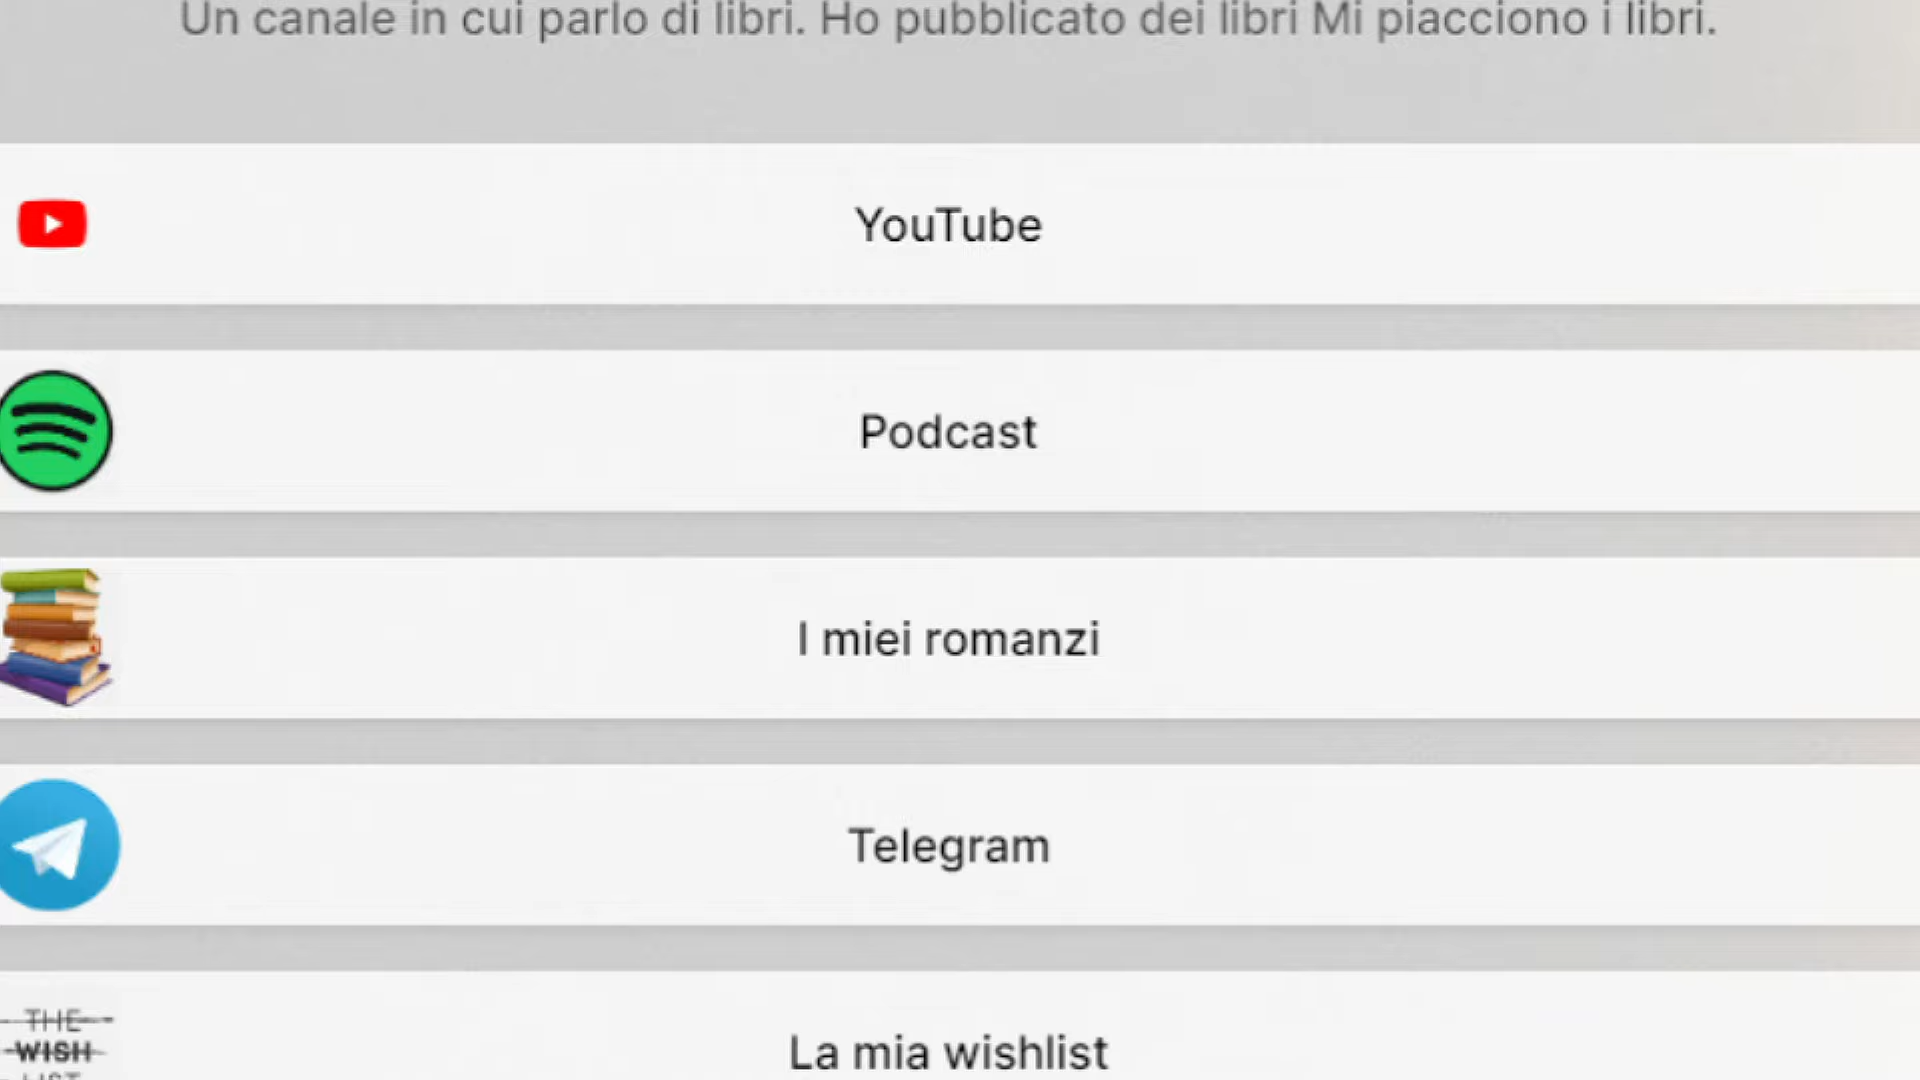 Un canale in cui parlo di libri. Ho pubblicato dei libri Mi piacciono i libri.
YouTube
Podcast
I miei romanzi
Telegram
THE
WISH
LIST
La mia wishlist